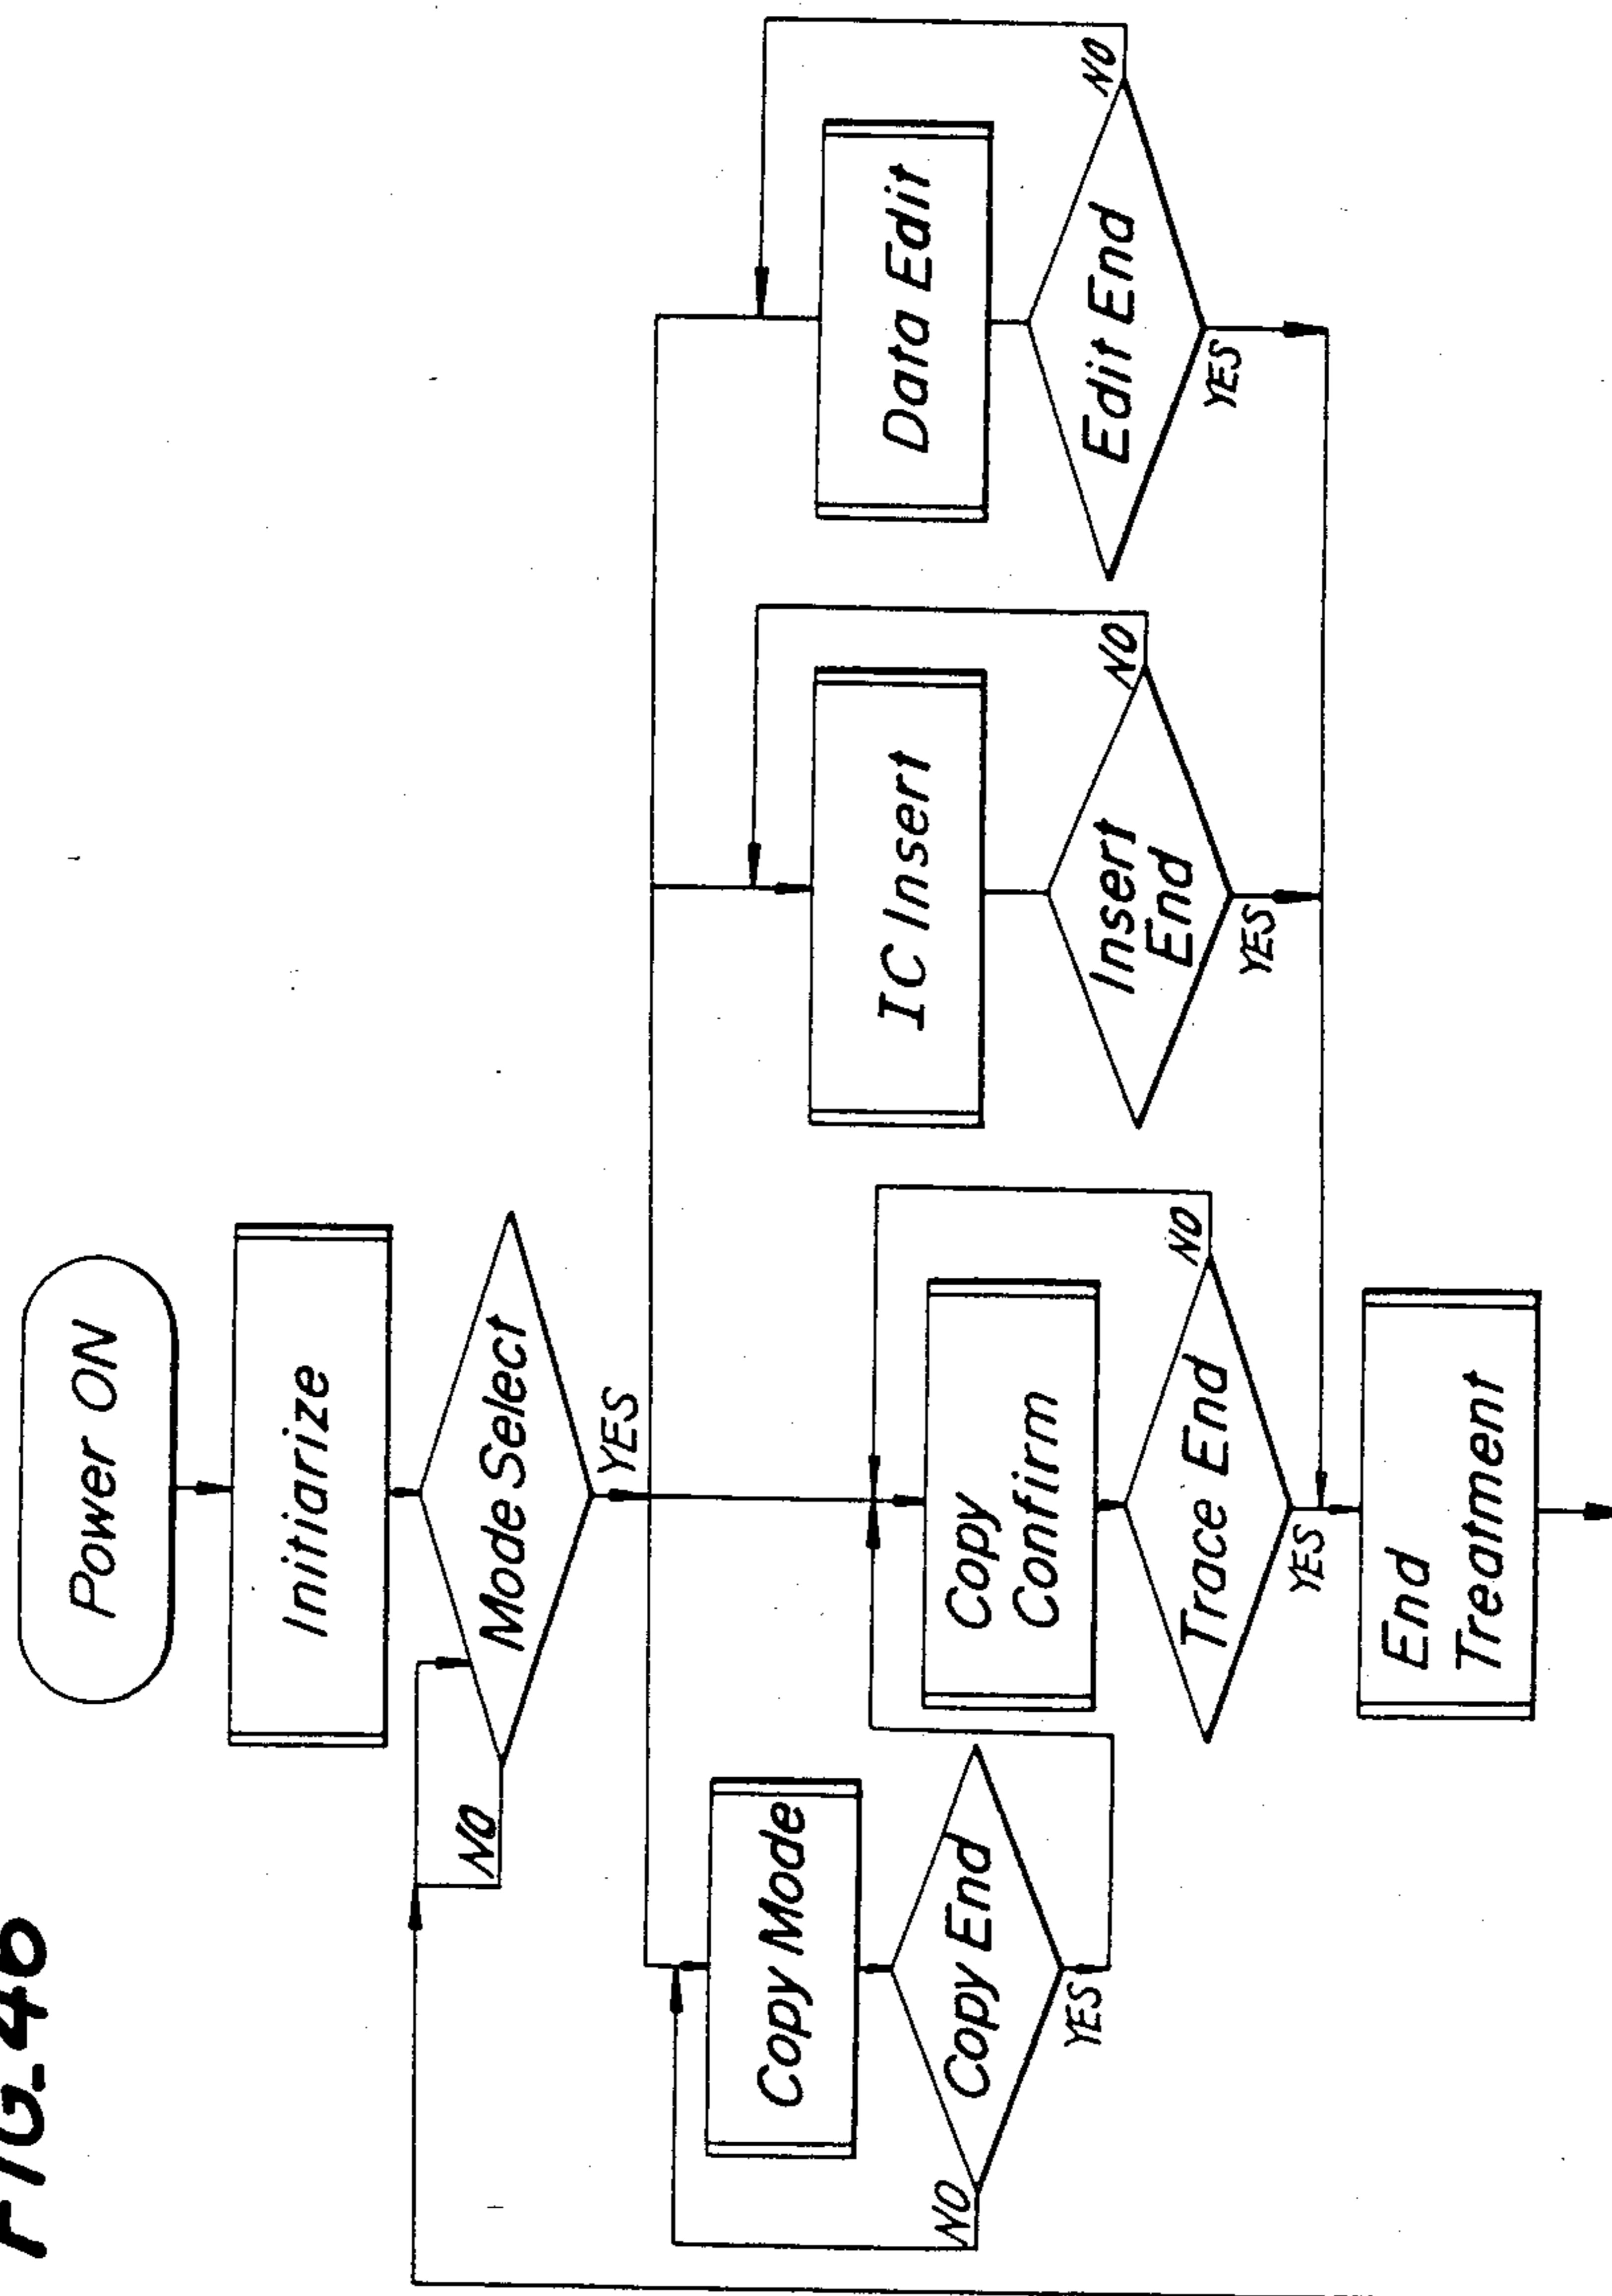 FIG-46
Power ON
Initiarize
Mode Select
NO
YES
Copy Mode
Copy End
NO
YES
Copy
Confirm
Trace End
NO
YES
IC Insert
Insert
End
NO
YES
Data Edit
Edit End
NO
YES
End
Treatment